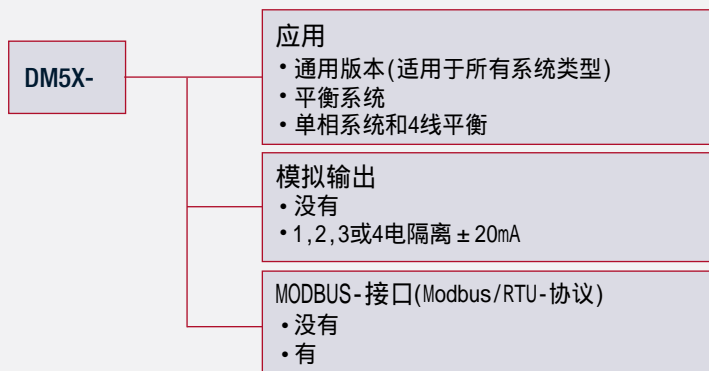 DM5X-
应用
• 通用版本(适用于所有系统类型)
• 平衡系统
• 单相系统和4线平衡
模拟输出
• 没有
• 1,2,3或4电隔离 ± 20mA
MODBUS-接口(Modbus/RTU-协议)
• 没有
• 有